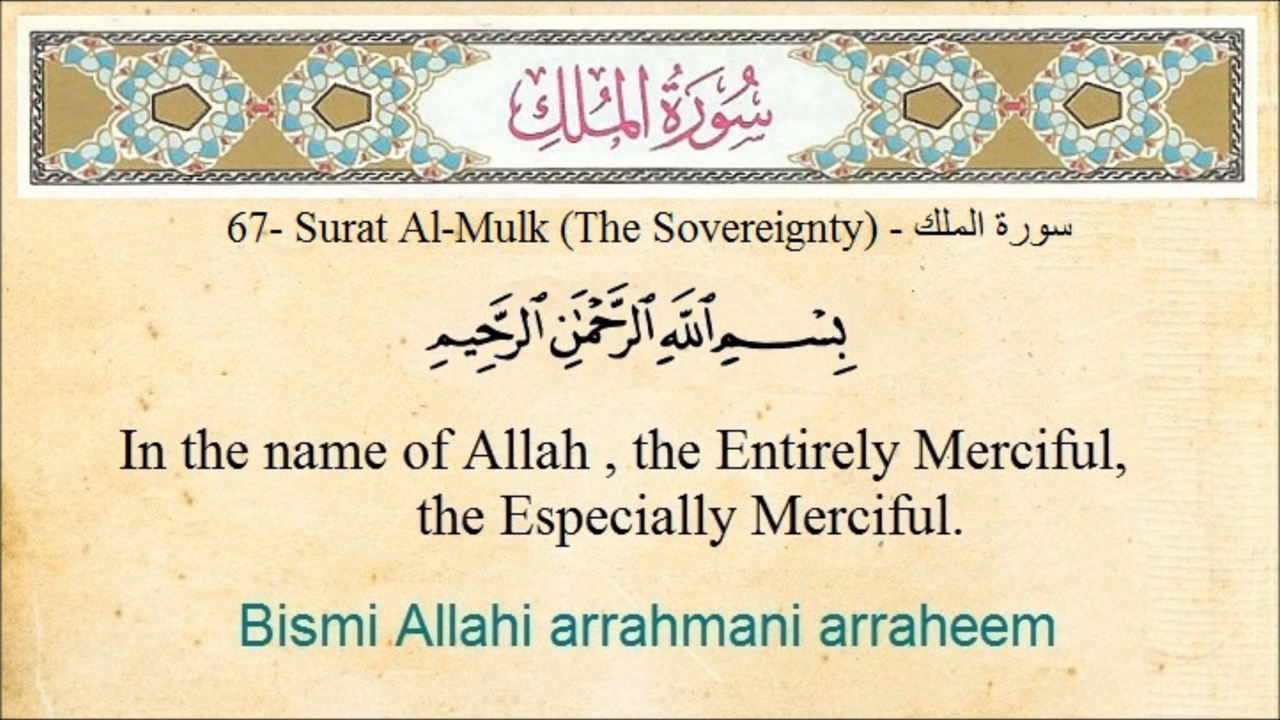 سُورَةُ المُلكِ
67- Surat Al-Mulk (The Sovereignty) - سورة الملك
بِسْمِ ٱللَّهِ ٱلرَّحْمَٰنِ ٱلرَّحِيمِ
In the name of Allah , the Entirely Merciful,
the Especially Merciful.
Bismi Allahi arrahmani arraheem